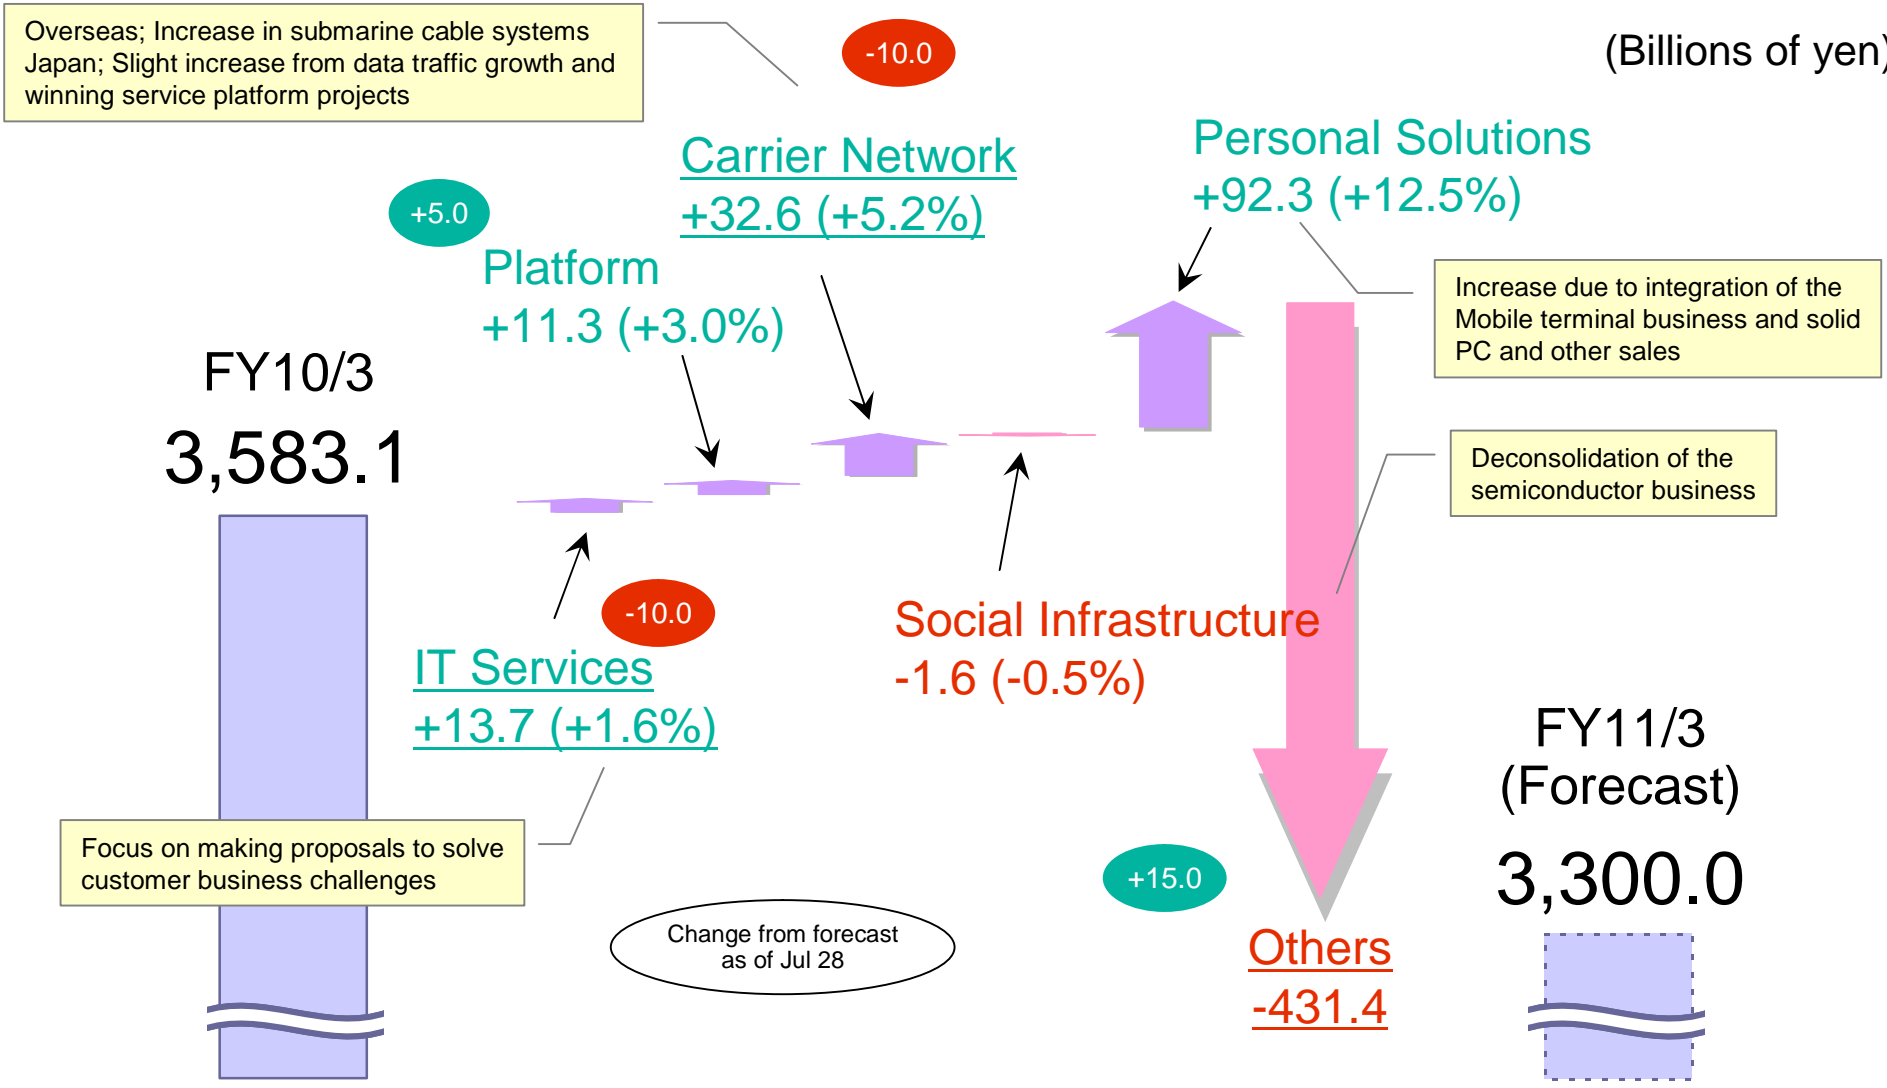 Overseas; Increase in submarine cable systems
Japan; Slight increase from data traffic growth and
winning service platform projects
-10.0
(Billions of yen)
Carrier Network
+32.6 (+5.2%)
Personal Solutions
+92.3 (+12.5%)
+5.0
Platform
+11.3 (+3.0%)
Increase due to integration of the
Mobile terminal business and solid
PC and other sales
FY10/3
3,583.1
Deconsolidation of the
semiconductor business
-10.0
IT Services
+13.7 (+1.6%)
Social Infrastructure
-1.6 (-0.5%)
FY11/3
(Forecast)
3,300.0
Focus on making proposals to solve
customer business challenges
+15.0
Change from forecast
as of Jul 28
Others
-431.4